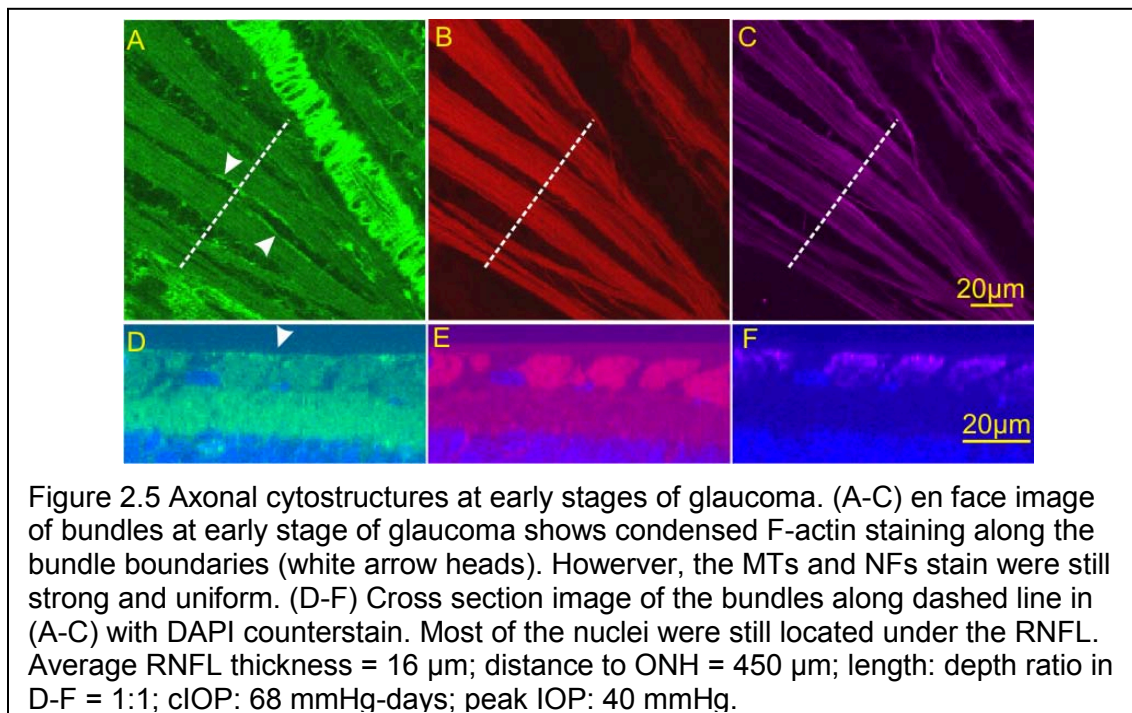 A B C
20µm
D E F
20µm
Figure 2.5 Axonal cytostructures at early stages of glaucoma. (A-C) en face image
of bundles at early stage of glaucoma shows condensed F-actin staining along the
bundle boundaries (white arrow heads). Howerver, the MTs and NFs stain were still
strong and uniform. (D-F) Cross section image of the bundles along dashed line in
(A-C) with DAPI counterstain. Most of the nuclei were still located under the RNFL.
Average RNFL thickness = 16 µm; distance to ONH = 450 µm; length: depth ratio in
D-F = 1:1; cIOP: 68 mmHg-days; peak IOP: 40 mmHg.